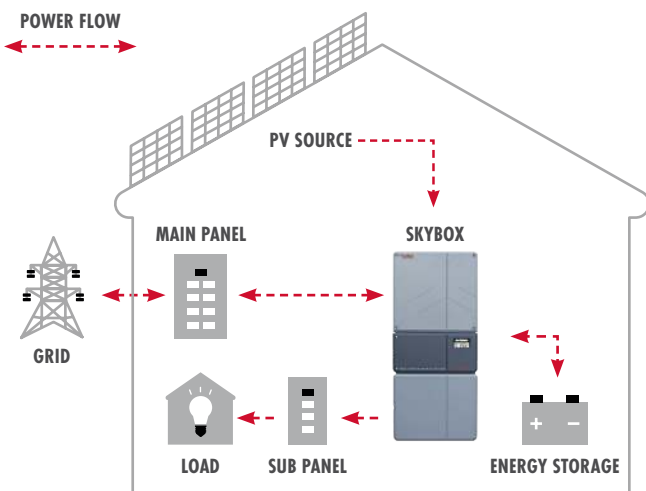 POWER FLOW
PV SOURCE
MAIN PANEL
SKYBOX
GRID
+ −
LOAD
SUB PANEL
ENERGY STORAGE